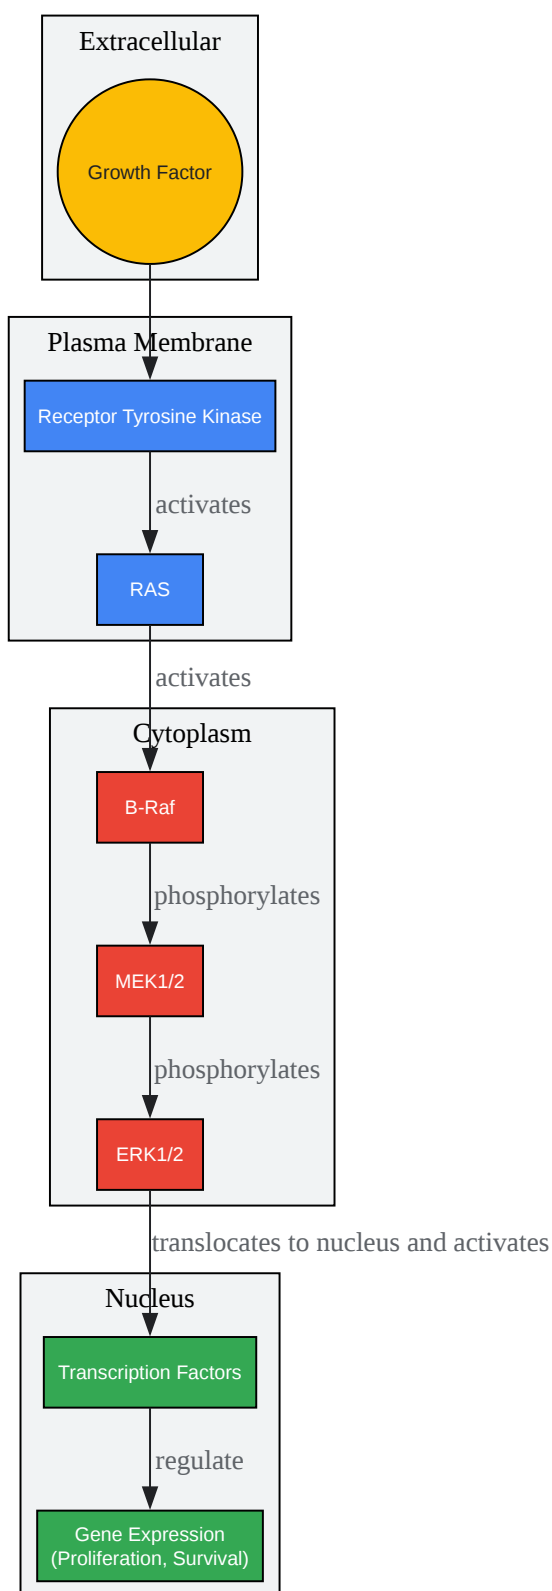 Extracellular
Growth Factor
Plasma Membrane
Receptor Tyrosine Kinase
activates
RAS
activates
Cytoplasm
B-Raf
phosphorylates
MEK1/2
phosphorylates
ERK1/2
translocates to nucleus and activates
Nucleus
Transcription Factors
regulate
Gene Expression
(Proliferation, Survival)